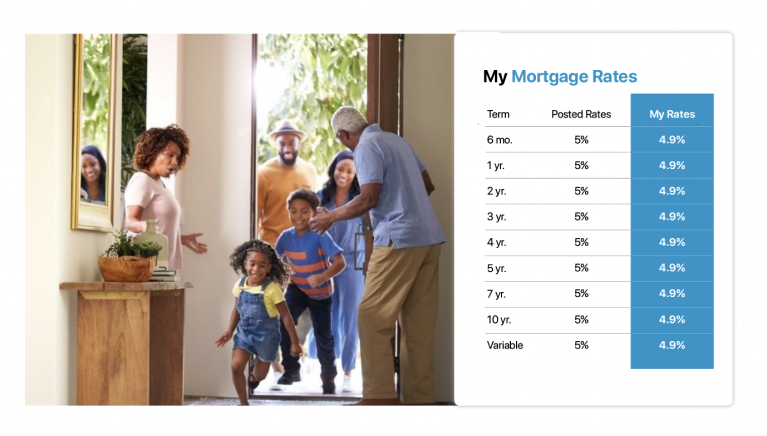 My Mortgage Rates
Term Posted Rates My Rates
6 mo. 5% 4.9%
1 yr. 5% 4.9%
2 yr. 5% 4.9%
3 yr. 5% 4.9%
4 yr. 5% 4.9%
5 yr. 5% 4.9%
7 yr. 5% 4.9%
10 yr. 5% 4.9%
Variable 5% 4.9%